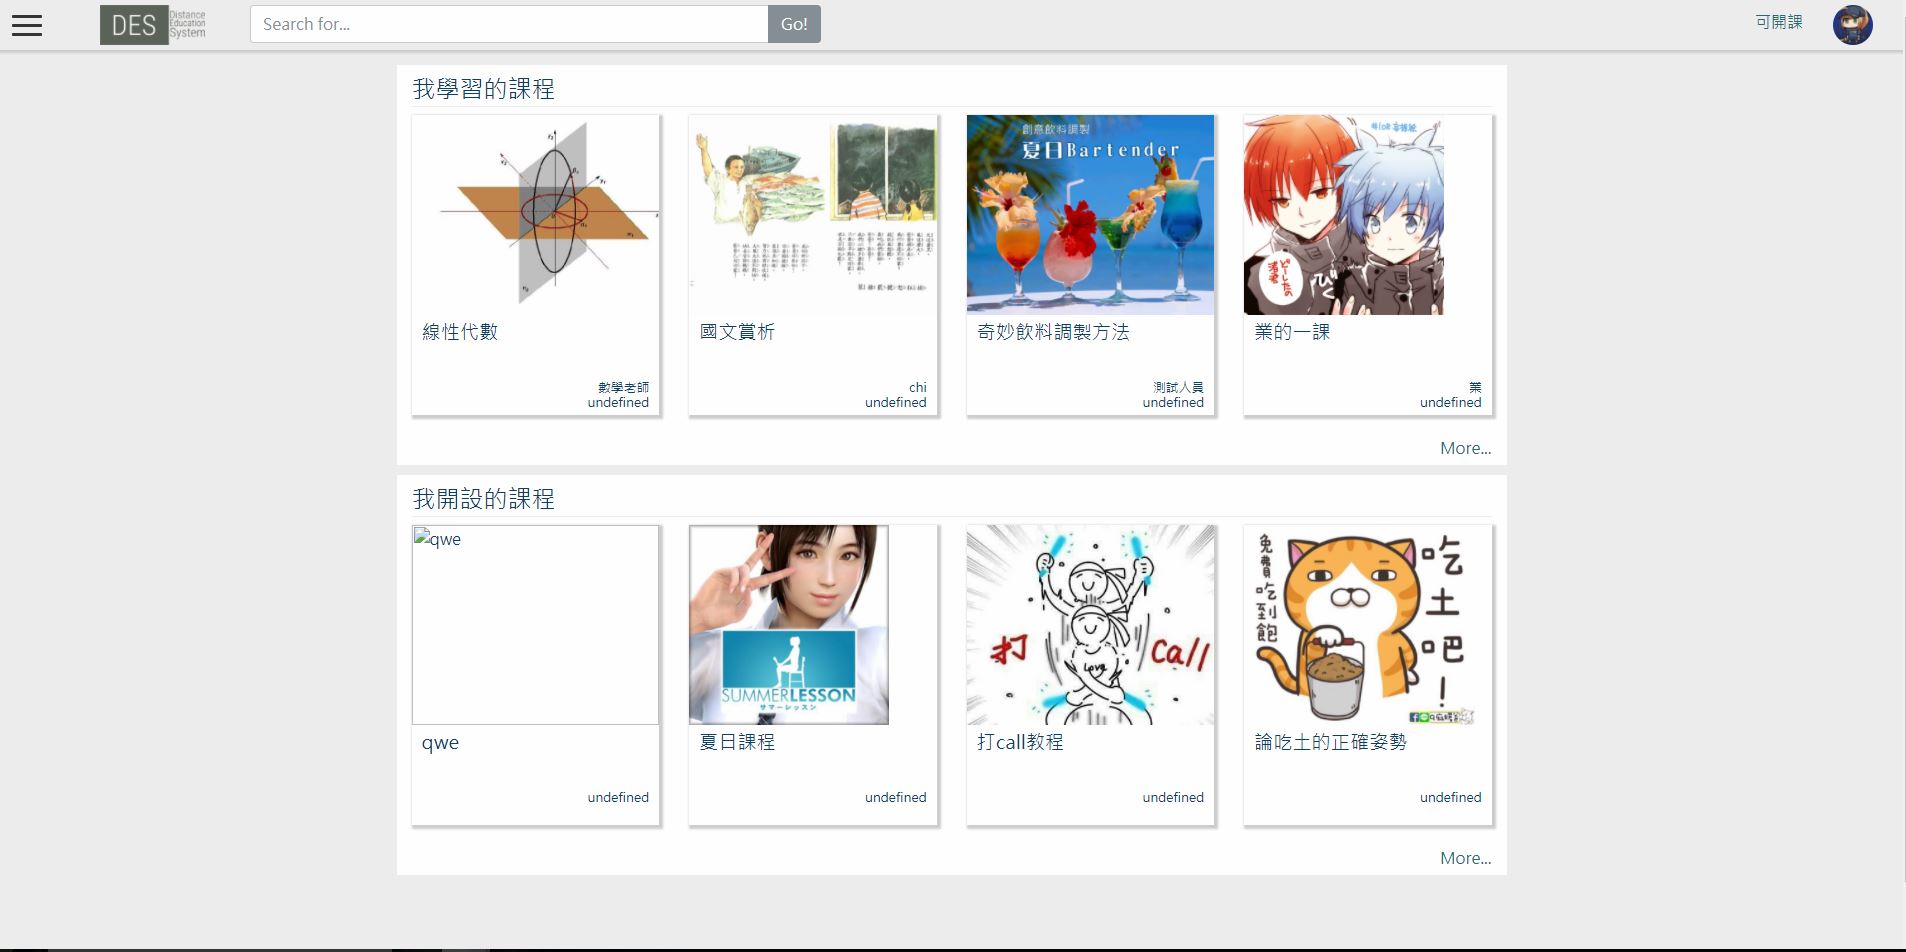 DES
Distance
Education
System
Search for...
Go!
可開課
我學習的課程
創意飲料調製
夏日Bartender
びく
線性代數
國文賞析
奇妙飲料調製方法
業的一課
數學老師
undefined
chi
undefined
測試人員
undefined
業
undefined
More...
我開設的課程
qwe
SUMMERLESSON
サマーレッスン
打
Call
Love
免費吃到飽
吃土吧!
qwe
夏日課程
打call教程
論吃土的正確姿勢
undefined
undefined
undefined
undefined
More...